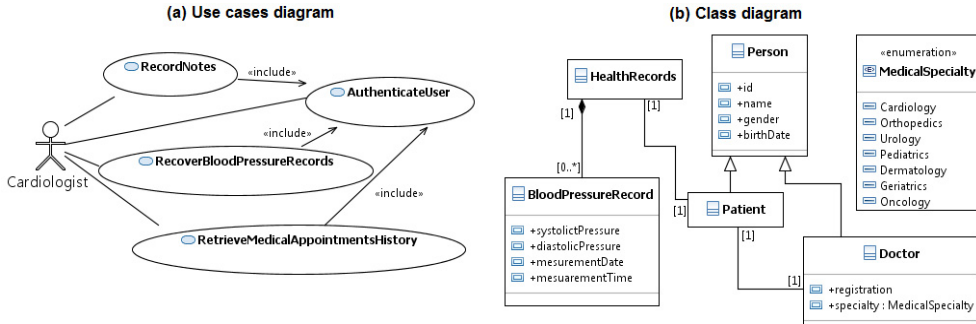 (a) Use cases diagram
RecordNotes
«include»
AuthenticateUser
«include»
RecoverBloodPressureRecords
Cardiologist
«include»
RetrieveMedicalAppointmentsHistory
(b) Class diagram
HealthRecords
[1]
[1]
[0..*]
BloodPressureRecord
+systolictPressure
+diastolicPressure
+mesurementDate
+mesuarementTime
Person
+id
+name
+gender
+birthDate
[1]
Patient
[1]
[1]
Doctor
+registration
+specialty : MedicalSpecialty
«enumeration»
MedicalSpecialty
Cardiology
Orthopedics
Urology
Pediatrics
Dermatology
Geriatrics
Oncology